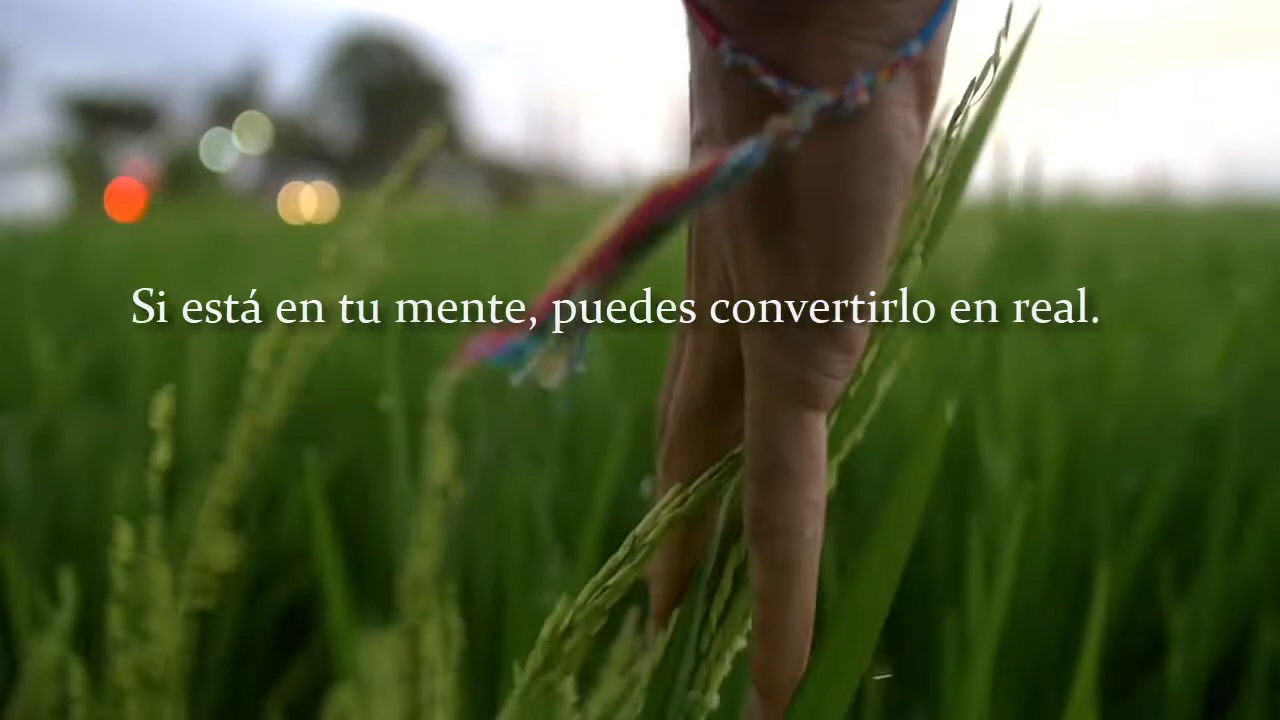 Si está en tu mente, puedes convertirlo en real.